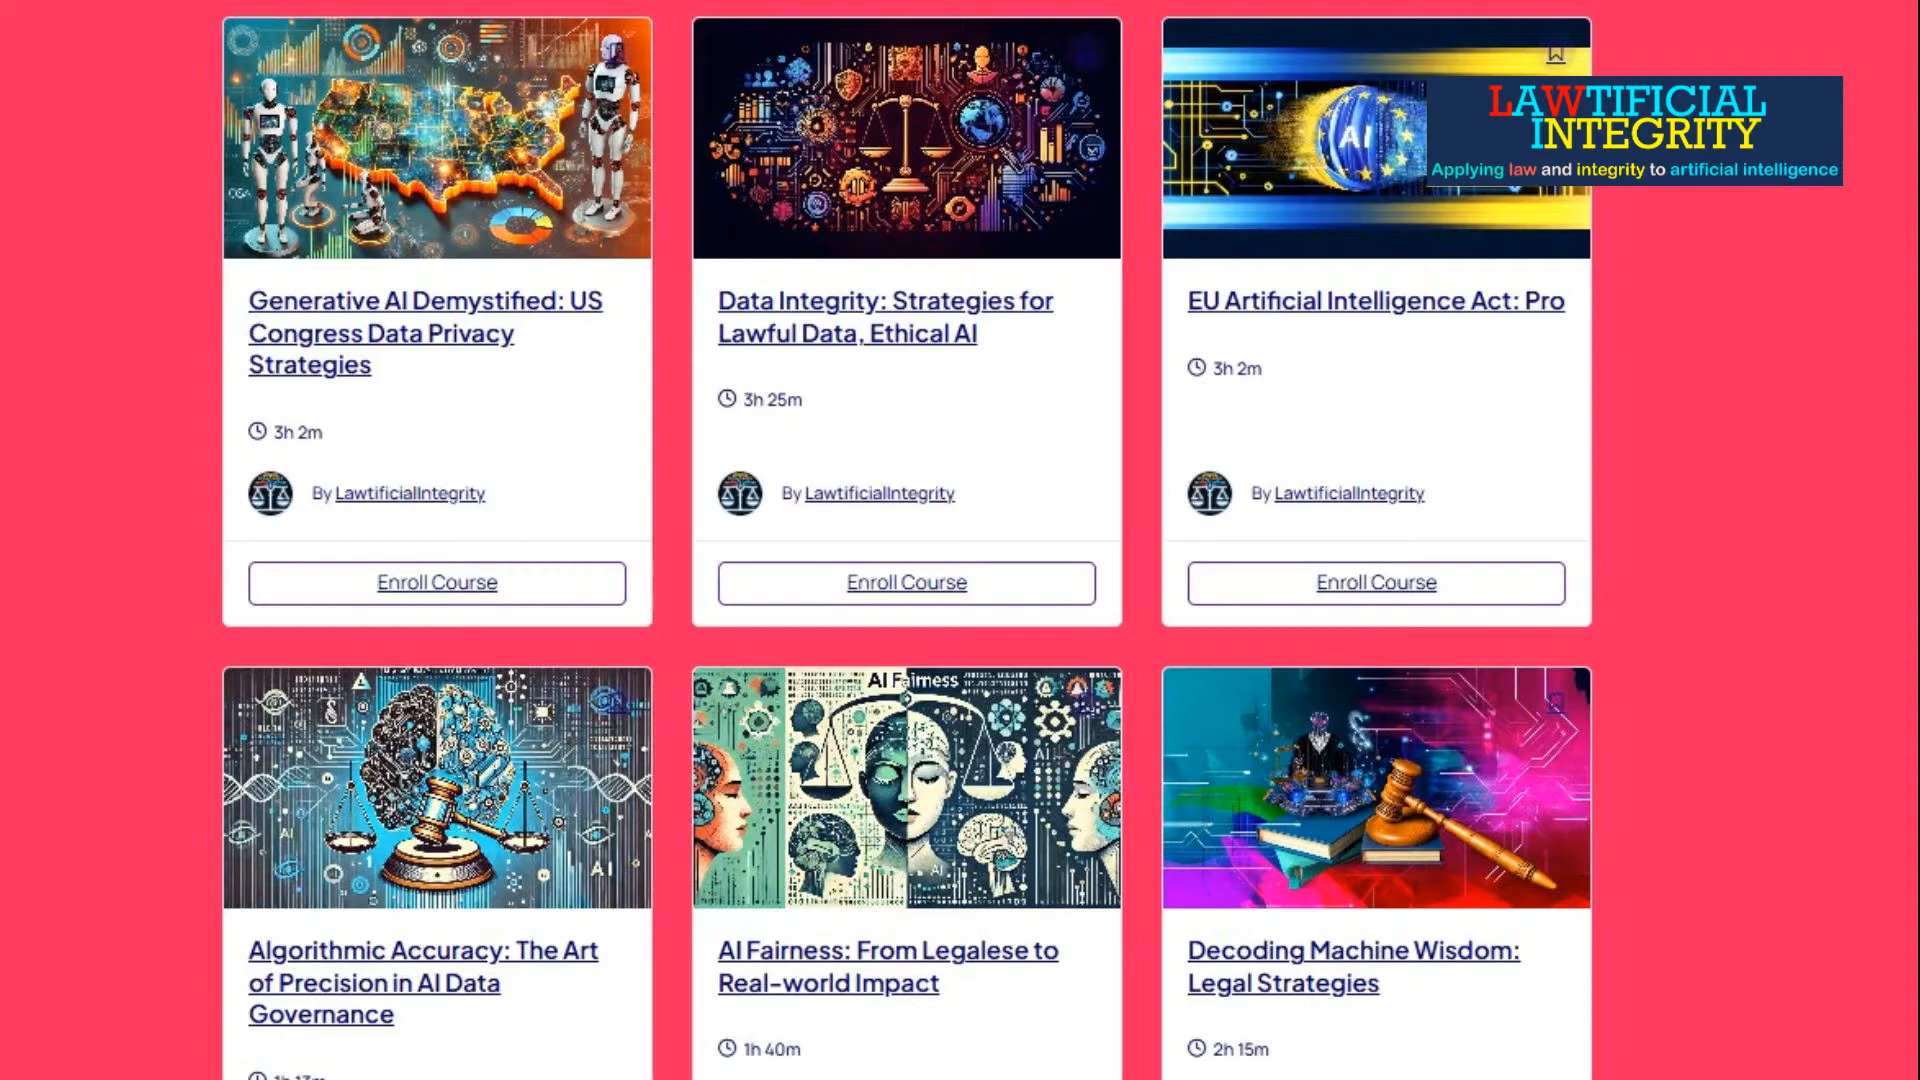 AI
LAWTIFICIAL
INTEGRITY
Applying law and integrity to artificial intelligence
Generative AI Demystified: US
Congress Data Privacy
Strategies
3h 2m
By LawtificialIntegrity
Enroll Course
Data Integrity: Strategies for
Lawful Data, Ethical AI
3h 25m
By LawtificialIntegrity
Enroll Course
EU Artificial Intelligence Act: Pro
3h 2m
By LawtificialIntegrity
Enroll Course
AI
AI
Algorithmic Accuracy: The Art
of Precision in AI Data
Governance
AI Fairness
AI
AI
AI Fairness: From Legalese to
Real-world Impact
1h 40m
Decoding Machine Wisdom:
Legal Strategies
2h 15m